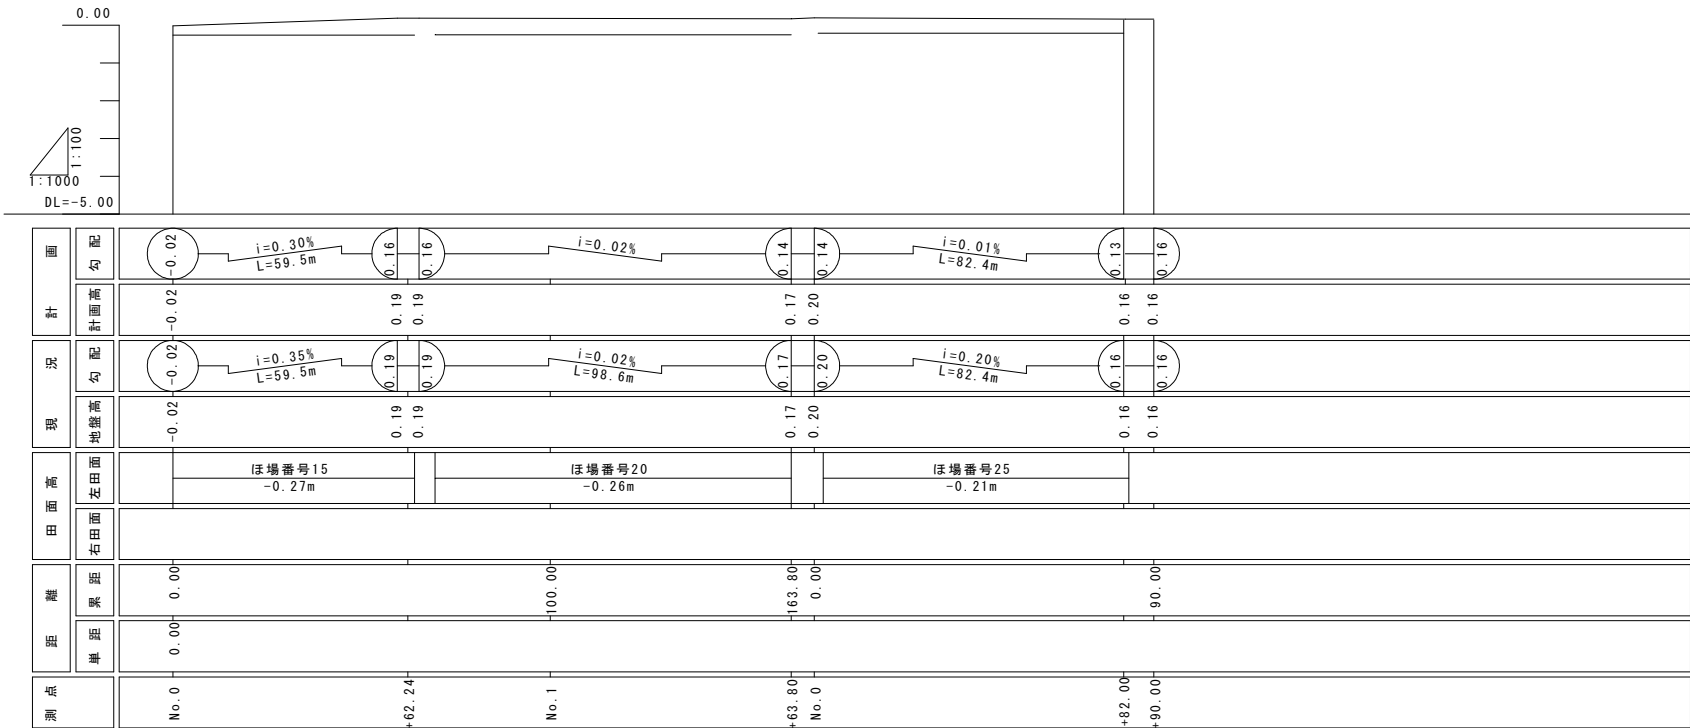 0.00
1:100
1:1000
DL=-5.00
計画
勾配
-0.02
i=0.30%
L=59.5m
0.16
0.16
i=0.02%
0.14
0.14
i=0.01%
L=82.4m
0.13
0.16
計画高
-0.02
0.19
0.19
0.17
0.20
0.16
0.16
現況
勾配
-0.02
i=0.35%
L=59.5m
0.19
0.19
i=0.02%
L=98.6m
0.17
0.20
i=0.20%
L=82.4m
0.16
0.16
地盤高
-0.02
0.19
0.19
0.17
0.20
0.16
0.16
田面高
左田面
ほ場番号15
-0.27m
ほ場番号20
-0.26m
ほ場番号25
-0.21m
右田面
距離
累距
0.00
100.00
163.80
0.00
90.00
単距
0.00
測点
No.0
+62.24
No.1
+63.80
No.0
+82.00
+90.00